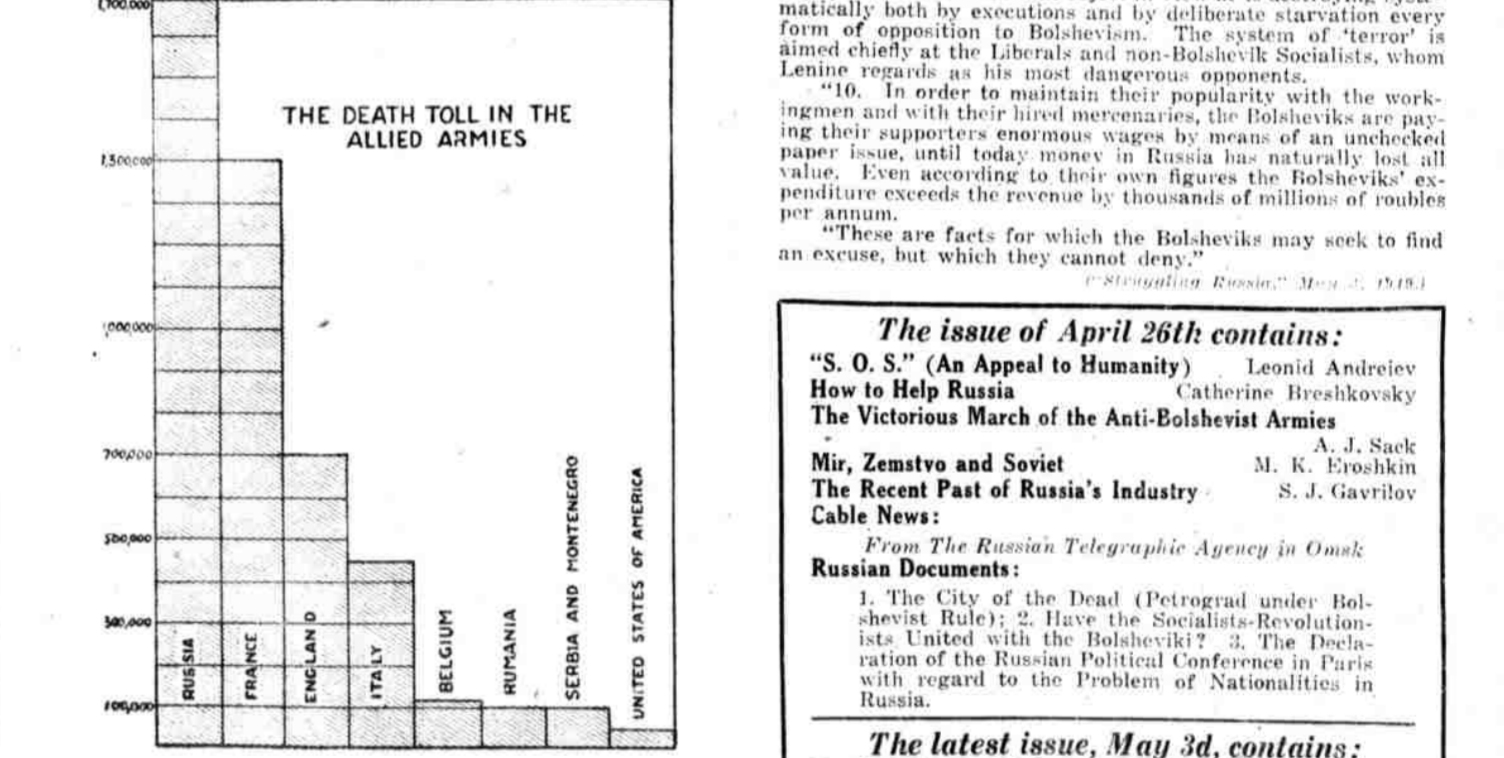 1,700,000
THE DEATH TOLL IN THE
ALLIED ARMIES
1,300,000
700,000
100,000
RUSSIA
FRANCE
ENGLAND
ITALY
BELGIUM
RUMANIA
SERBIA AND MONTENEGRO
UNITED STATES OF AMERICA
matically both by executions and by deliberate starvation every
form of opposition to Bolshevism. The system of 'terror' is
aimed chiefly at the Liberals and non-Bolshevik Socialists, whom
Lenine regards as his most dangerous opponents.
"10. In order to maintain their popularity with the work-
ingmen and with their hired mercenaries, the Bolsheviks are pay-
ing their supporters enormous wages by means of an unchecked
paper issue, until today money in Russia has naturally lost all
value. Even according to their own figures the Bolsheviks' ex-
penditure exceeds the revenue by thousands of millions of roubles
per annum.
"These are facts for which the Bolsheviks may seek to find
an excuse, but which they cannot deny."
"Struggling Russia,"
The issue of April 26th contains:
"S. O. S." (An Appeal to Humanity) Leonid Andreiev
How to Help Russia Catherine Breshkovsky
The Victorious March of the Anti-Bolshevist Armies
A. J. Sack
Mir, Zemstvo and Soviet M. K. Eroshkin
The Recent Past of Russia's Industry S. J. Gavrilov
Cable News:
From The Russian Telegraphic Agency in Omsk
Russian Documents:
1. The City of the Dead (Petrograd under Bol-
shevist Rule); 2. Have the Socialists-Revolution-
ists United with the Bolsheviki? 3. The Decla-
ration of the Russian Political Conference in Paris
with regard to the Problem of Nationalities in
Russia.
The latest issue, May 3d, contains: